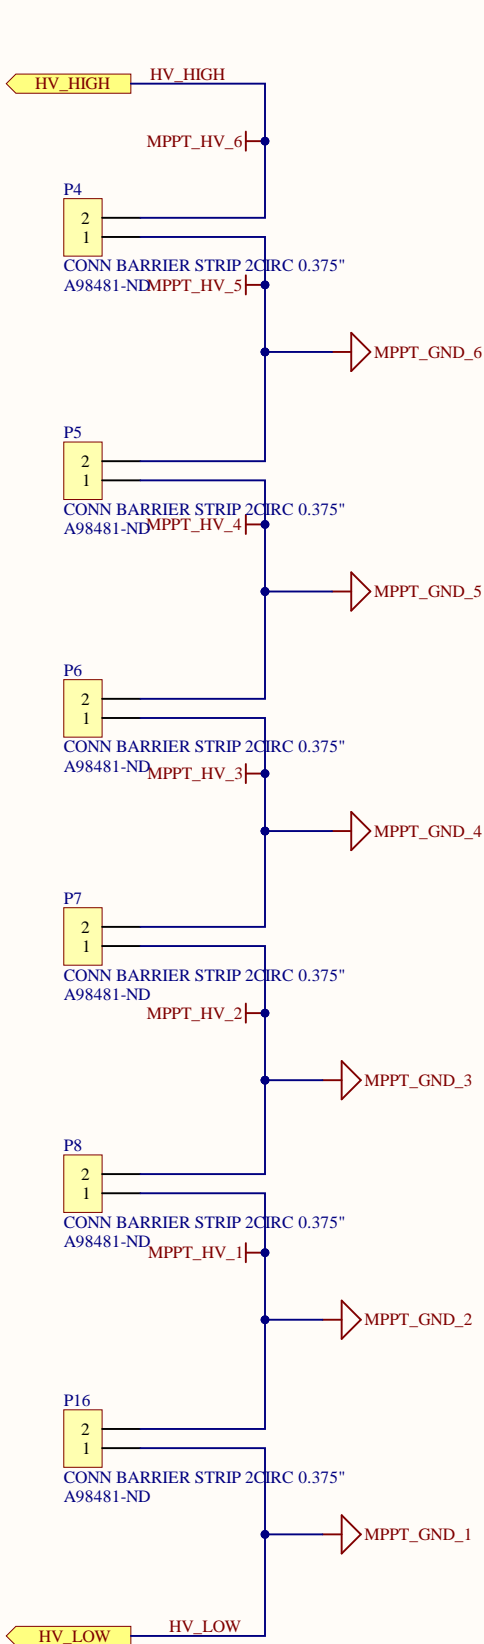 HV_HIGH
HV_HIGH
MPPT_HV_6
P4
2
1
CONN BARRIER STRIP 2CIRC 0.375"
A98481-ND
MPPT_HV_5
MPPT_GND_6
P5
2
1
CONN BARRIER STRIP 2CIRC 0.375"
A98481-ND
MPPT_HV_4
MPPT_GND_5
P6
2
1
CONN BARRIER STRIP 2CIRC 0.375"
A98481-ND
MPPT_HV_3
MPPT_GND_4
P7
2
1
CONN BARRIER STRIP 2CIRC 0.375"
A98481-ND
MPPT_HV_2
MPPT_GND_3
P8
2
1
CONN BARRIER STRIP 2CIRC 0.375"
A98481-ND
MPPT_HV_1
MPPT_GND_2
P16
2
1
CONN BARRIER STRIP 2CIRC 0.375"
A98481-ND
MPPT_GND_1
HV_LOW
HV_LOW